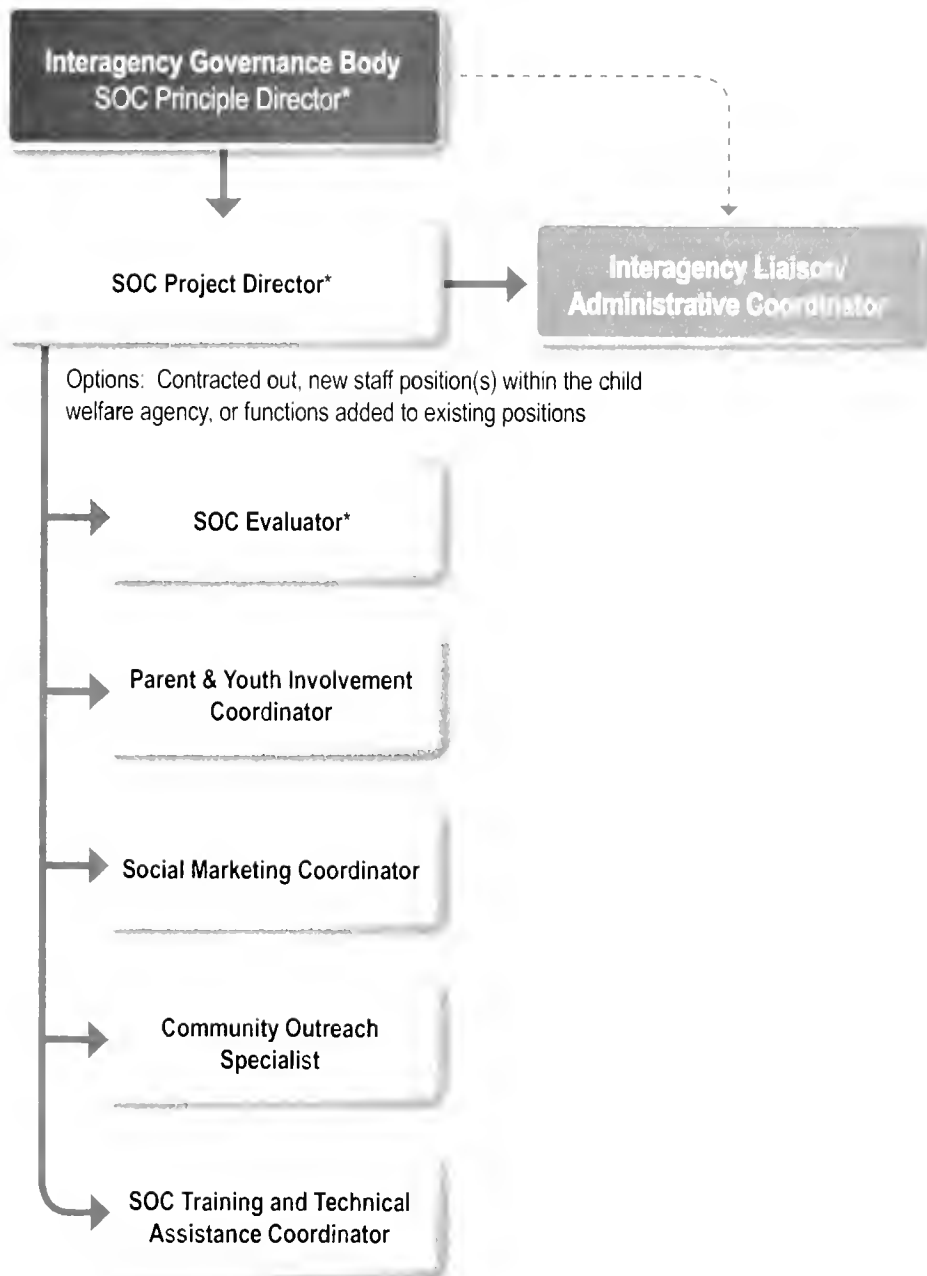 Interagency Governance Body
SOC Principle Director*
SOC Project Director*
Interagency Liaison/
Administrative Coordinator
Options: Contracted out, new staff position(s) within the child
welfare agency, or functions added to existing positions
SOC Evaluator*
Parent & Youth Involvement
Coordinator
Social Marketing Coordinator
Community Outreach
Specialist
SOC Training and Technical
Assistance Coordinator